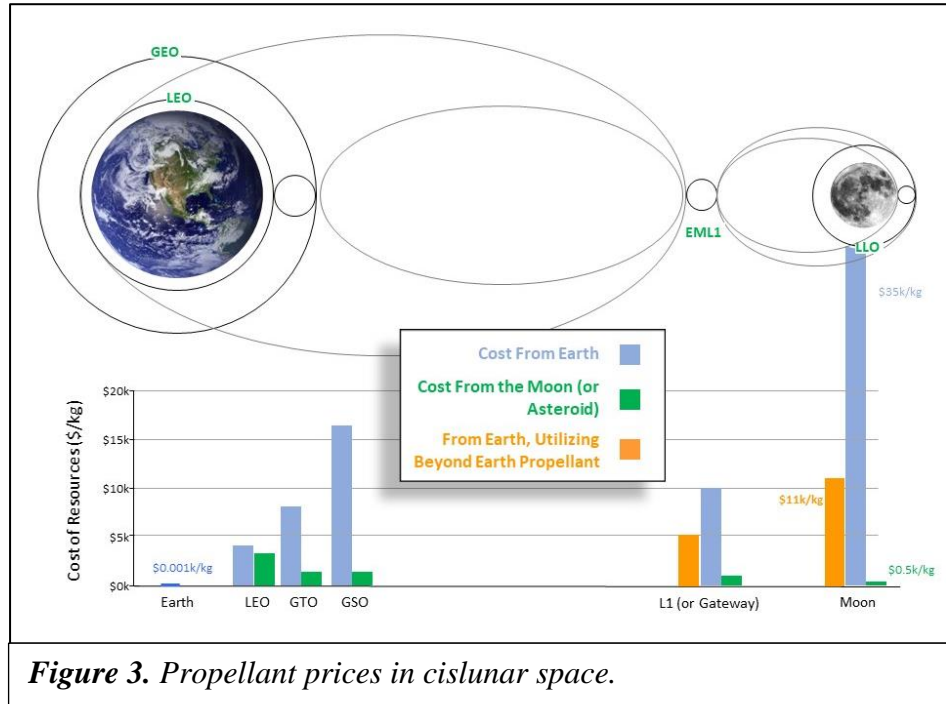 GEO
LEO
EML1
LLO
$35k/kg
Cost From Earth
Cost From the Moon (or
Asteroid)
From Earth, Utilizing
Beyond Earth Propellant
Cost of Resources ($/kg)
$20k
$15k
$10k
$5k
$0k
$0.001k/kg
$11k/kg
$0.5k/kg
Earth
LEO
GTO
GSO
L1 (or Gateway)
Moon
Figure 3. Propellant prices in cislunar space.